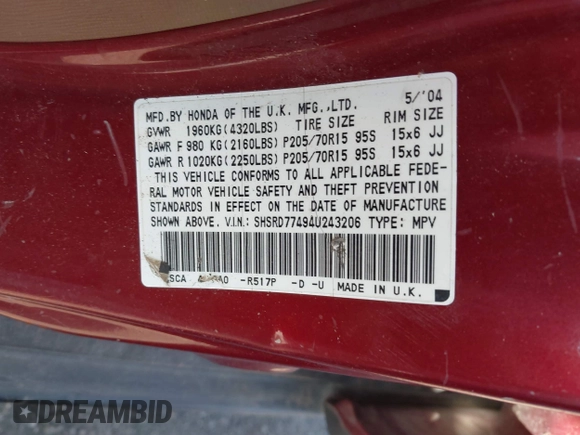 MFD. BY HONDA OF THE U.K. MFG., LTD. 5/'04
GVWR 1960KG(4320LBS) TIRE SIZE RIM SIZE
GAWR F 980 KG(2160LBS) P205/70R15 95S 15x6 JJ
GAWR R 1020KG(2250LBS) P205/70R15 95S 15x6 JJ
THIS VEHICLE CONFORMS TO ALL APPLICABLE FEDE-
RAL MOTOR VEHICLE SAFETY AND THEFT PREVENTION
STANDARDS IN EFFECT ON THE DATE OF MANUFACTURE
SHOWN ABOVE. V.I.N.: SHSRD77494U243206 TYPE: MPV
SCA -R517P -D -U MADE IN U.K.
DREAMBID